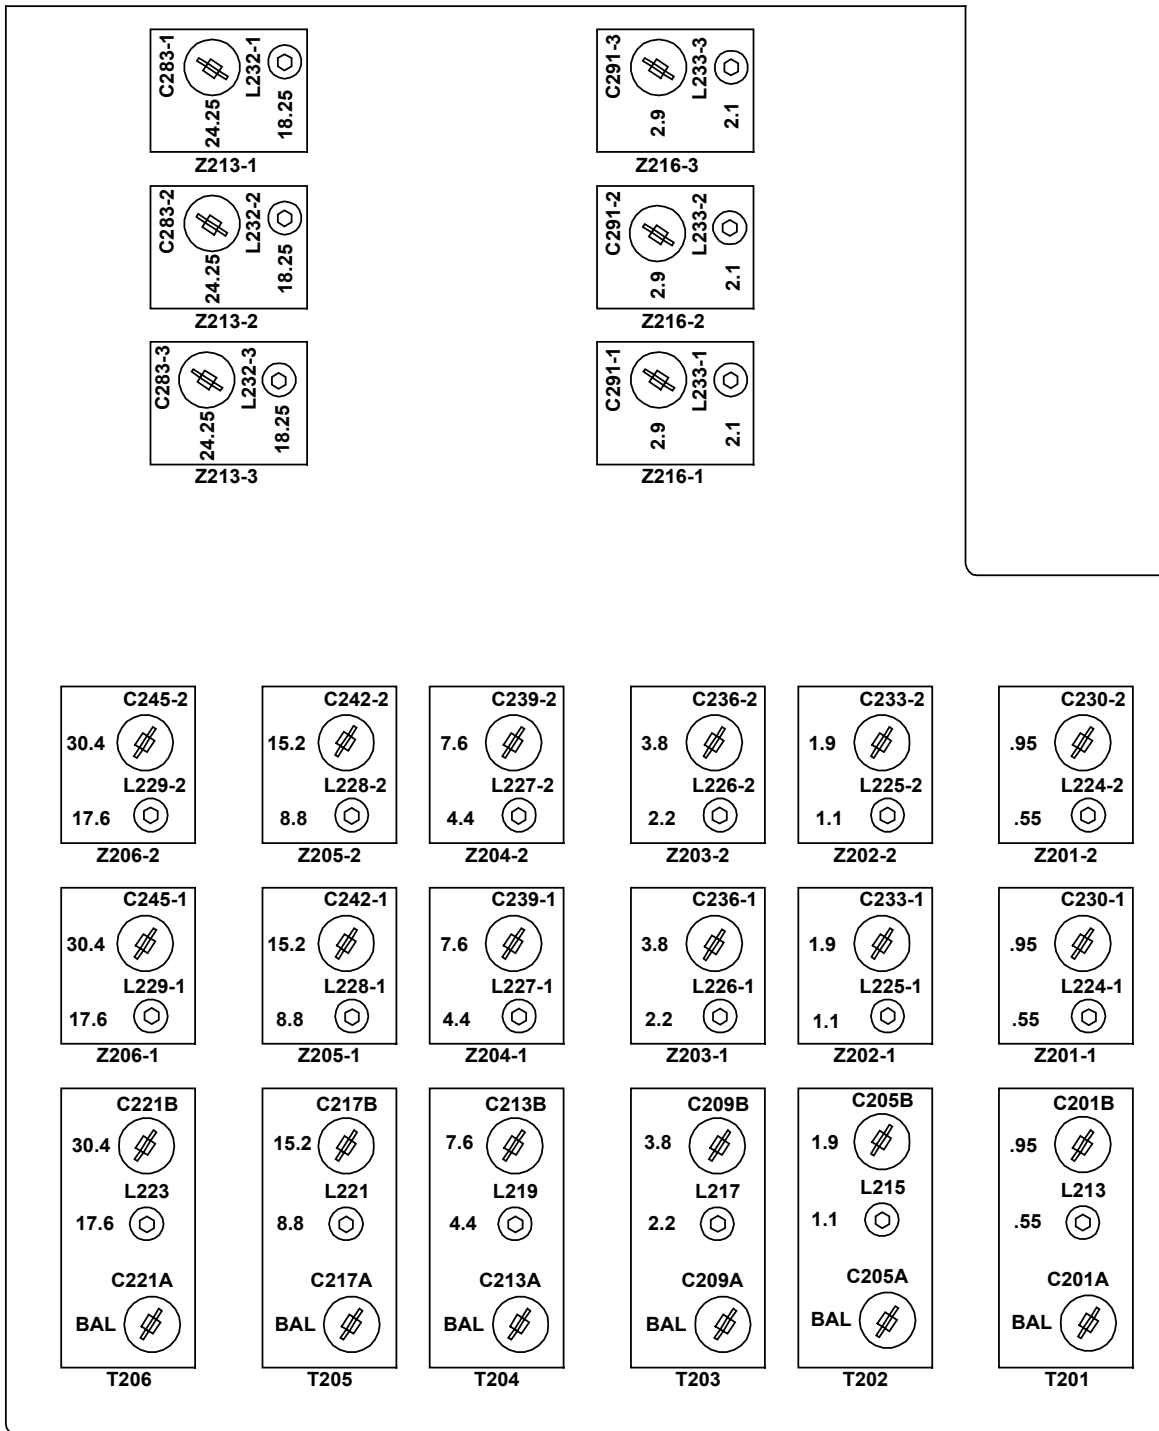 C283-1
24.25
L232-1
18.25
Z213-1
C291-3
2.9
L233-3
2.1
Z216-3
C283-2
24.25
L232-2
18.25
Z213-2
C291-2
2.9
L233-2
2.1
Z216-2
C283-3
24.25
L232-3
18.25
Z213-3
C291-1
2.9
L233-1
2.1
Z216-1
C245-2
30.4
L229-2
17.6
Z206-2
C242-2
15.2
L228-2
8.8
Z205-2
C239-2
7.6
L227-2
4.4
Z204-2
C236-2
3.8
L226-2
2.2
Z203-2
C233-2
1.9
L225-2
1.1
Z202-2
C230-2
.95
L224-2
.55
Z201-2
C245-1
30.4
L229-1
17.6
Z206-1
C242-1
15.2
L228-1
8.8
Z205-1
C239-1
7.6
L227-1
4.4
Z204-1
C236-1
3.8
L226-1
2.2
Z203-1
C233-1
1.9
L225-1
1.1
Z202-1
C230-1
.95
L224-1
.55
Z201-1
C221B
30.4
L223
17.6
C221A
BAL
T206
C217B
15.2
L221
8.8
C217A
BAL
T205
C213B
7.6
L219
4.4
C213A
BAL
T204
C209B
3.8
L217
2.2
C209A
BAL
T203
C205B
1.9
L215
1.1
C205A
BAL
T202
C201B
.95
L213
.55
C201A
BAL
T201